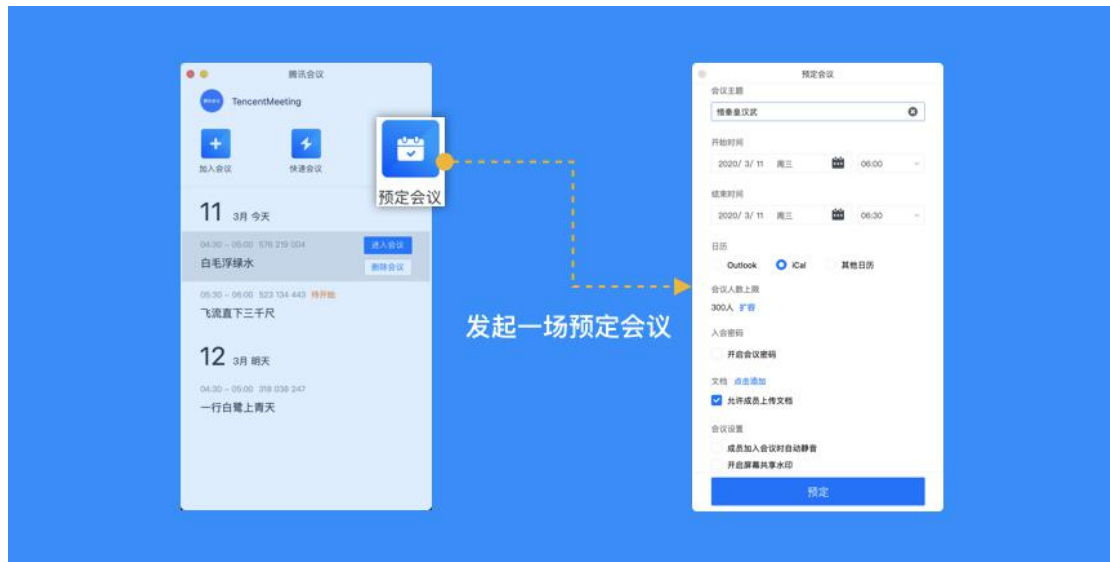 腾讯会议
TencentMeeting
加入会议
快速会议
预定会议
11 3月 今天
04:30 - 05:00 576 219 004
进入会议
白毛浮绿水
删除会议
05:30 - 06:00 523 134 443 待开始
飞流直下三千尺
12 3月 明天
04:30 - 05:00 319 038 247
一行白鹭上青天
发起一场预定会议
预定会议
会议主题
惜秦皇汉武
开始时间
2020/ 3/ 11 周三 06:00
结束时间
2020/ 3/ 11 周三 06:30
日历
Outlook iCal 其他日历
会议人数上限
300人 扩容
入会密码
开启会议密码
文档 点击添加
允许成员上传文档
会议设置
成员加入会议时自动静音
开启屏幕共享水印
预定